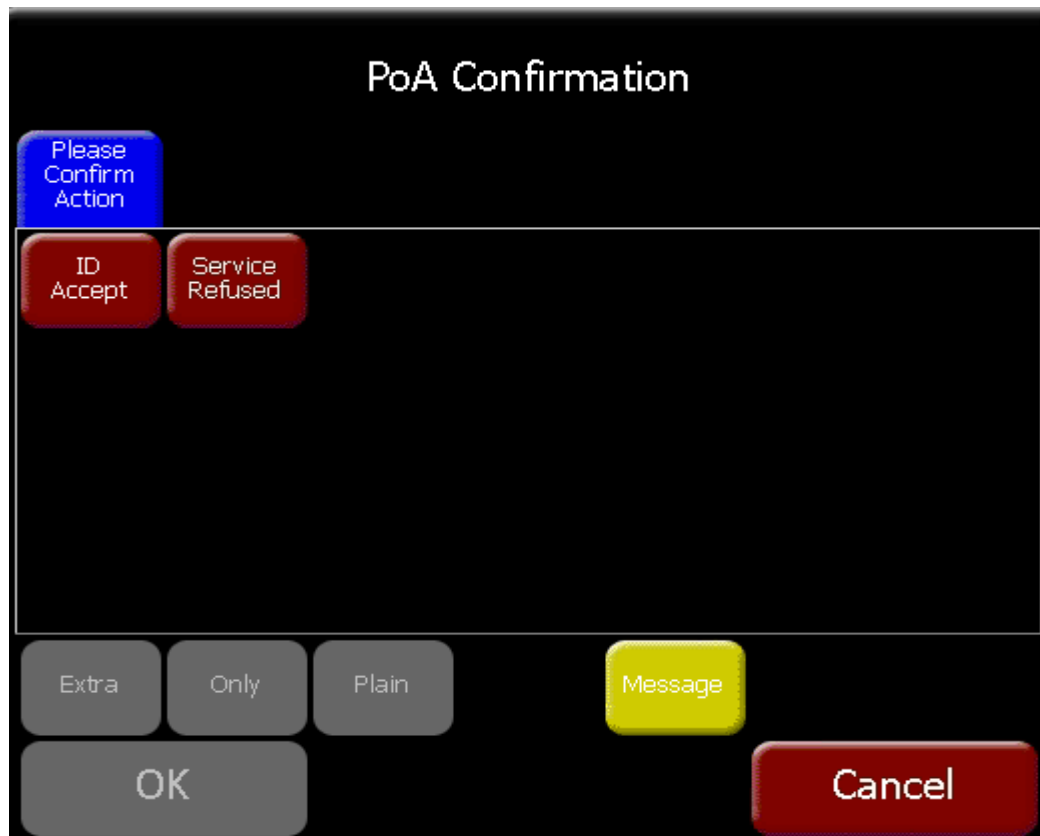 PoA Confirmation
Please
Confirm
Action
ID
Accept
Service
Refused
Extra
Only
Plain
Message
OK
Cancel